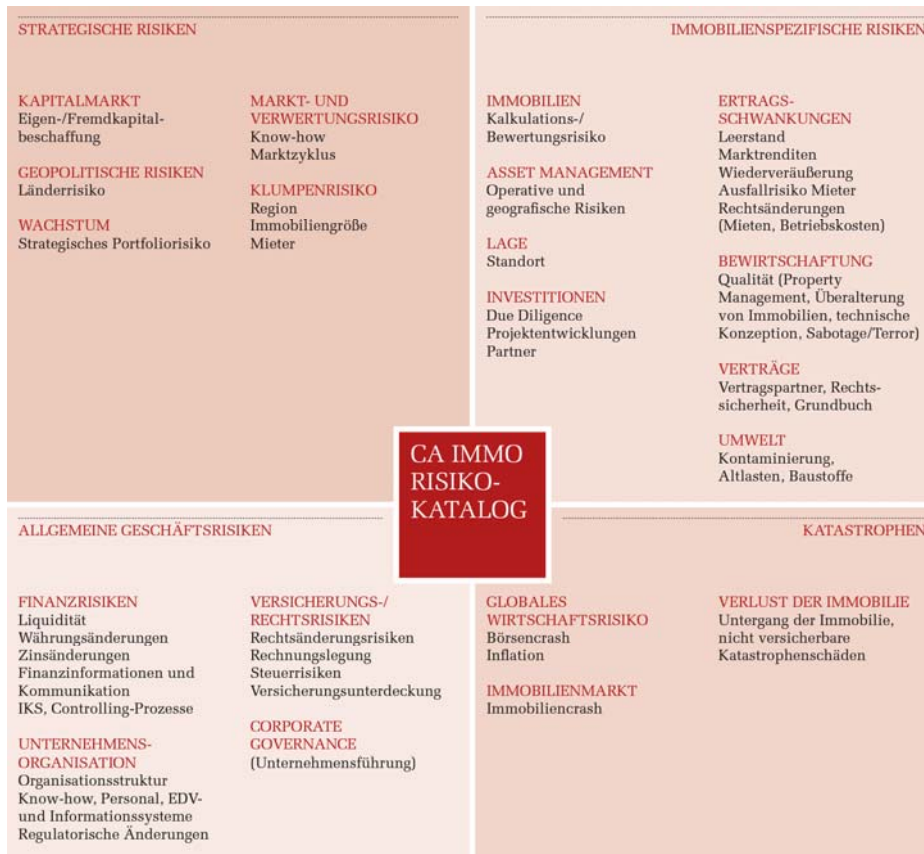 STRATEGISCHE RISIKEN
KAPITALMARKT
Eigen-/Fremdkapital-
beschaffung
GEOPOLITISCHE RISIKEN
Länderrisiko
WACHSTUM
Strategisches Portfoliorisiko
MARKT- UND
VERWERTUNGSRISIKO
Know-how
Marktzyklus
KLUMPENRISIKO
Region
Immobiliengröße
Mieter
IMMOBILIENSPEZIFISCHE RISIKEN
IMMOBILIEN
Kalkulations-/
Bewertungsrisiko
ASSET MANAGEMENT
Operative und
geografische Risiken
LAGE
Standort
INVESTITIONEN
Due Diligence
Projektentwicklungen
Partner
ERTRAGS-
SCHWANKUNGEN
Leerstand
Marktrenditen
Wiederveräußerung
Ausfallrisiko Mieter
Rechtsänderungen
(Mieten, Betriebskosten)
BEWIRTSCHAFTUNG
Qualität (Property
Management, Überalterung
von Immobilien, technische
Konzeption, Sabotage/Terror)
VERTRÄGE
Vertragspartner, Rechts-
sicherheit, Grundbuch
UMWELT
Kontaminierung,
Altlasten, Baustoffe
CA IMMO
RISIKO-
KATALOG
ALLGEMEINE GESCHÄFTSRISIKEN
FINANZRISIKEN
Liquidität
Währungsänderungen
Zinsänderungen
Finanzinformationen und
Kommunikation
IKS, Controlling-Prozesse
UNTERNEHMENS-
ORGANISATION
Organisationsstruktur
Know-how, Personal, EDV-
und Informationssysteme
Regulatorische Änderungen
VERSICHERUNGS-/
RECHTSRISIKEN
Rechtsänderungsrisiken
Rechnungslegung
Steuerrisiken
Versicherungsunterdeckung
CORPORATE
GOVERNANCE
(Unternehmensführung)
KATASTROPHEN
GLOBALES
WIRTSCHAFTSRISIKO
Börsencrash
Inflation
IMMOBILIENMARKT
Immobiliencrash
VERLUST DER IMMOBILIE
Untergang der Immobilie,
nicht versicherbare
Katastrophenschäden